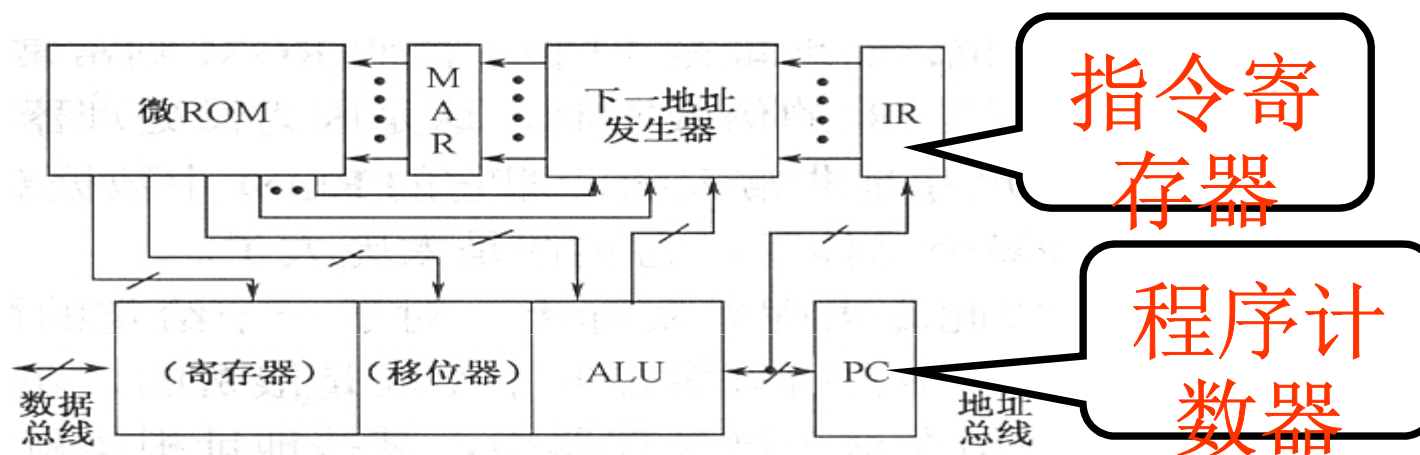 微ROM
M
A
R
下一地址
发生器
IR
指令寄
存器
(寄存器)
(移位器)
ALU
PC
程序计
数器
数据
总线
地址
总线